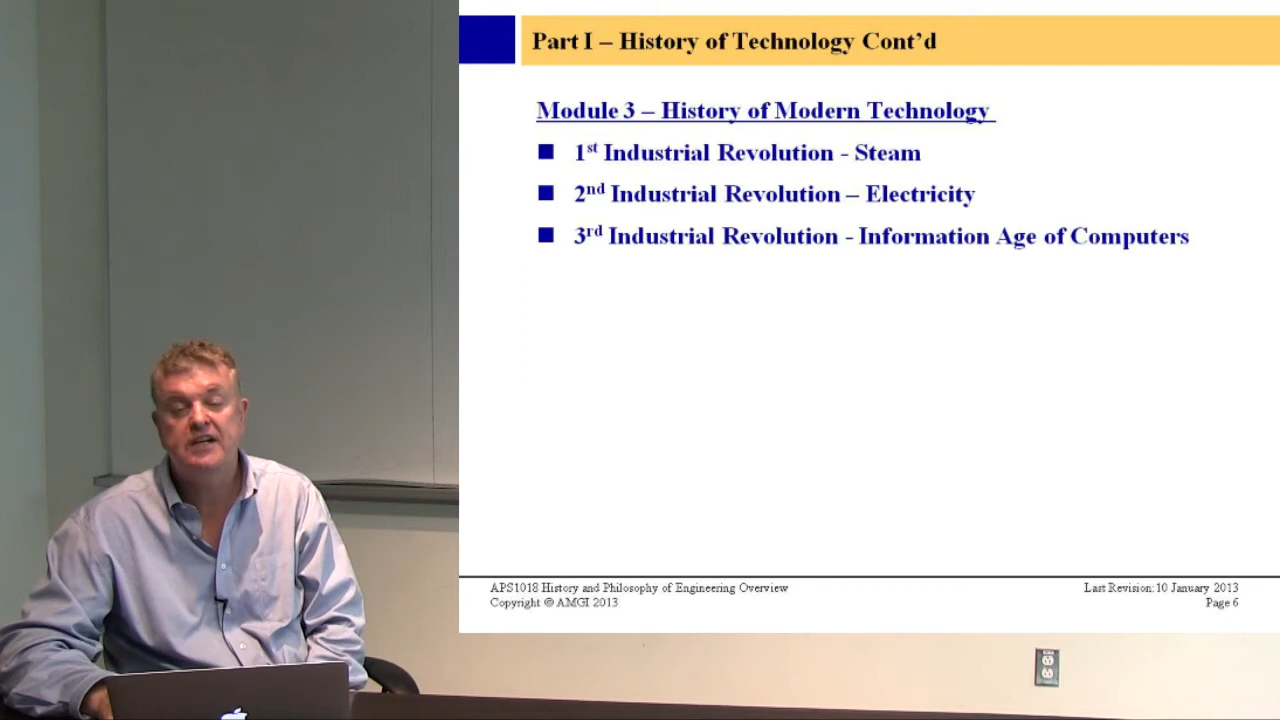 Part I – History of Technology Cont’d
Module 3 – History of Modern Technology
1st Industrial Revolution - Steam
2nd Industrial Revolution – Electricity
3rd Industrial Revolution - Information Age of Computers
APS1018 History and Philosophy of Engineering Overview
Last Revision: 10 January 2013
Copyright @ AMGI 2013
Page 6